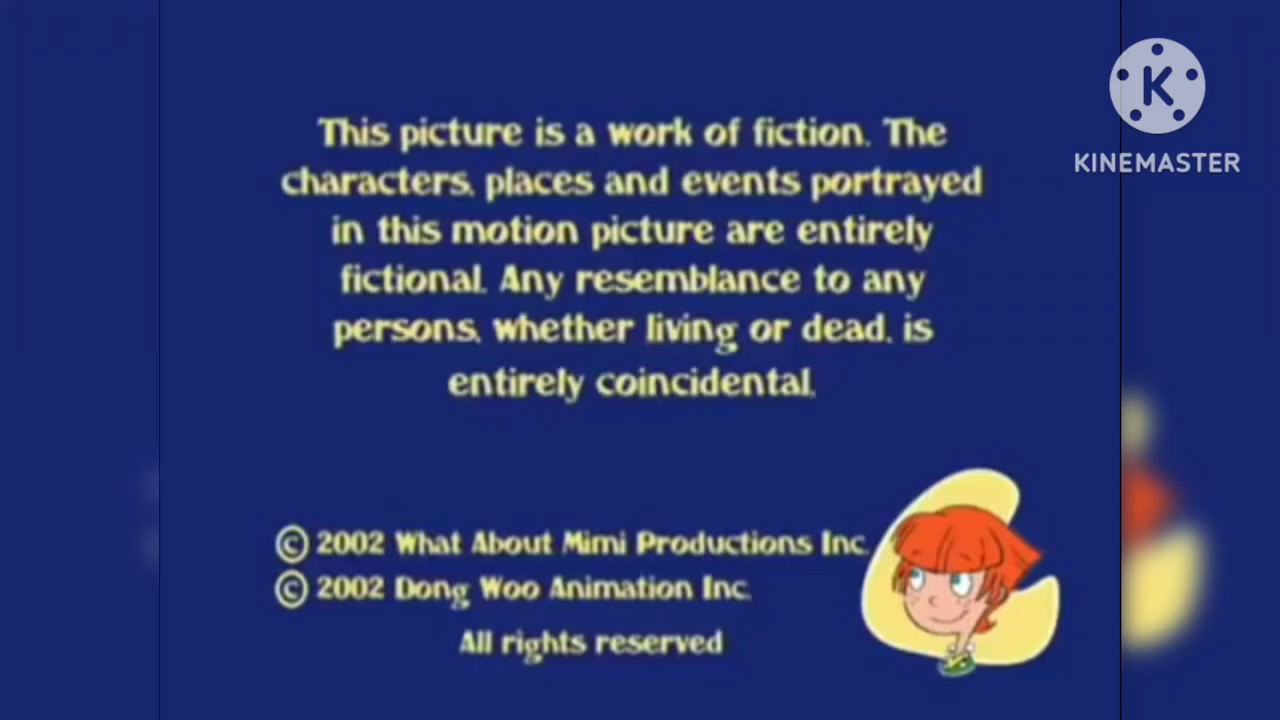 This picture is a work of fiction. The
characters, places and events portrayed
in this motion picture are entirely
fictional. Any resemblance to any
persons, whether living or dead, is
entirely coincidental.
© 2002 What About Mimi Productions Inc.
© 2002 Dong Woo Animation Inc.
All rights reserved
K
KINEMASTER